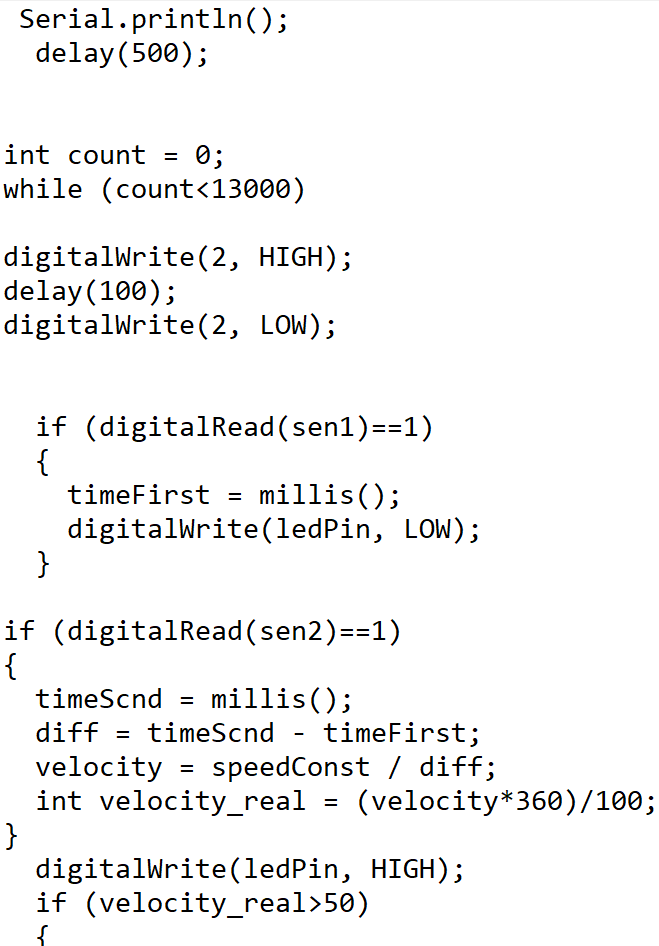 Serial.println();
delay(500);
int count = 0;
while (count<13000)
digitalWrite(2, HIGH);
delay(100);
digitalWrite(2, LOW);
if (digitalRead(sen1)==1)
{
timeFirst = millis();
digitalWrite(ledPin, LOW);
}
if (digitalRead(sen2)==1)
{
timeScnd = millis();
diff = timeScnd - timeFirst;
velocity = speedConst / diff;
int velocity_real = (velocity*360)/100;
}
digitalWrite(ledPin, HIGH);
if (velocity_real>50)
{